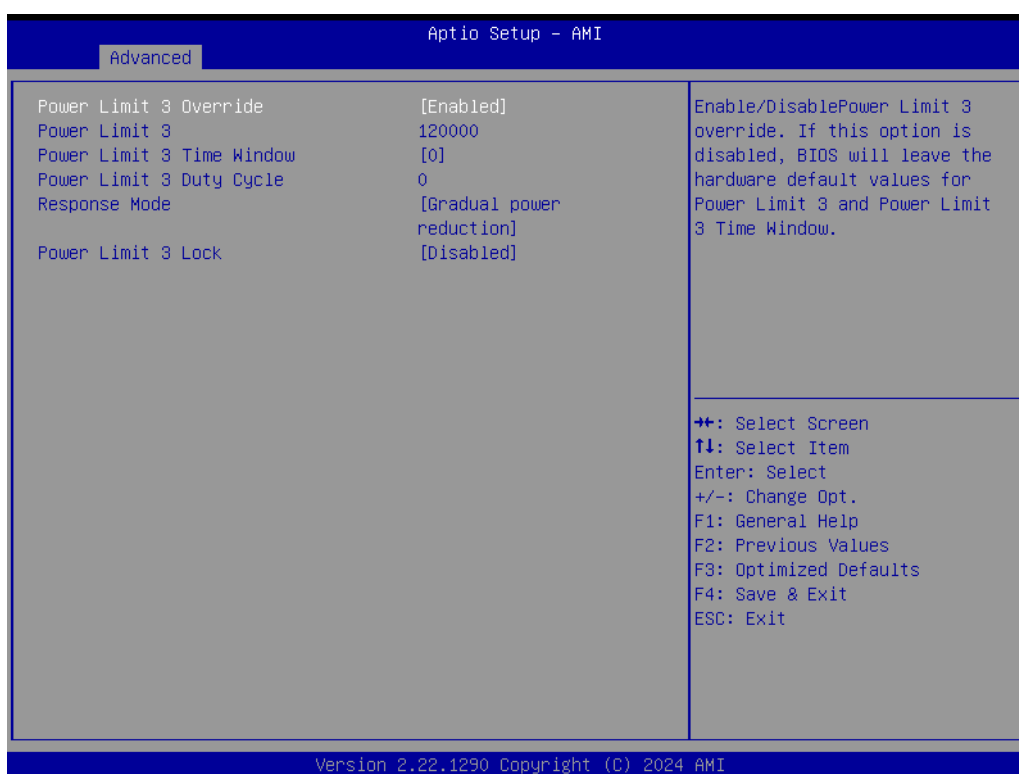 Aptio Setup – AMI
Advanced
Power Limit 3 Override [Enabled]
Power Limit 3 120000
Power Limit 3 Time Window [0]
Power Limit 3 Duty Cycle 0
Response Mode [Gradual power
reduction]
Power Limit 3 Lock [Disabled]
Enable/DisablePower Limit 3
override. If this option is
disabled, BIOS will leave the
hardware default values for
Power Limit 3 and Power Limit
3 Time Window.
→←: Select Screen
↑↓: Select Item
Enter: Select
+/-: Change Opt.
F1: General Help
F2: Previous Values
F3: Optimized Defaults
F4: Save & Exit
ESC: Exit
Version 2.22.1290 Copyright (C) 2024 AMI